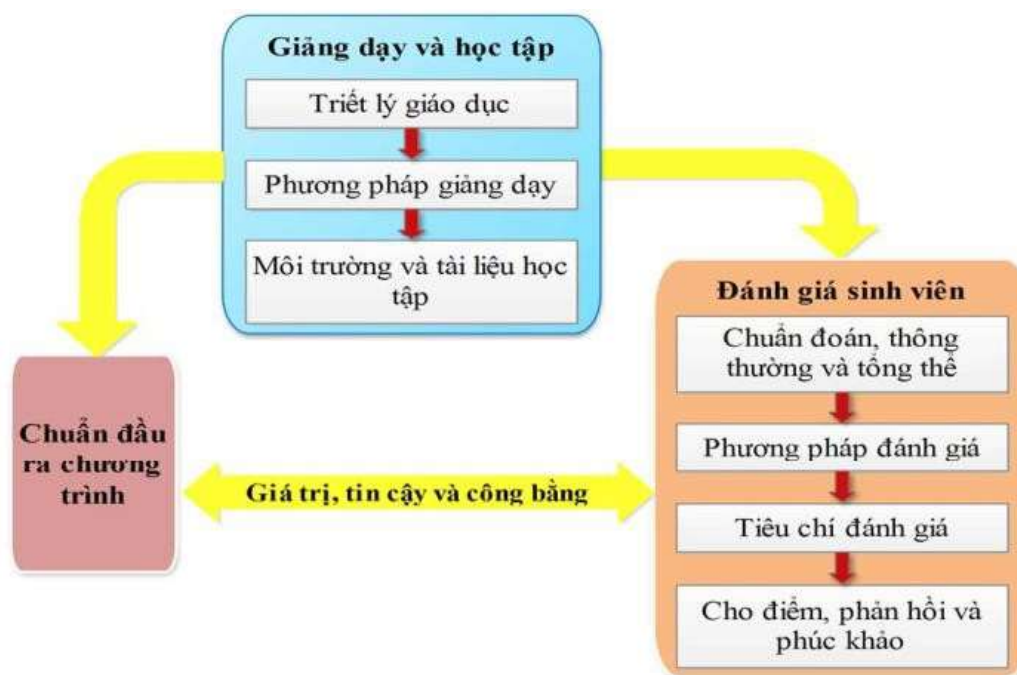 Giảng dạy và học tập
Triết lý giáo dục
Phương pháp giảng dạy
Môi trường và tài liệu học
tập
Đánh giá sinh viên
Chuẩn đoán, thông
thường và tổng thể
Phương pháp đánh giá
Tiêu chí đánh giá
Cho điểm, phản hồi và
phúc khảo
Chuẩn đầu
ra chương
trình
Giá trị, tin cậy và công bằng